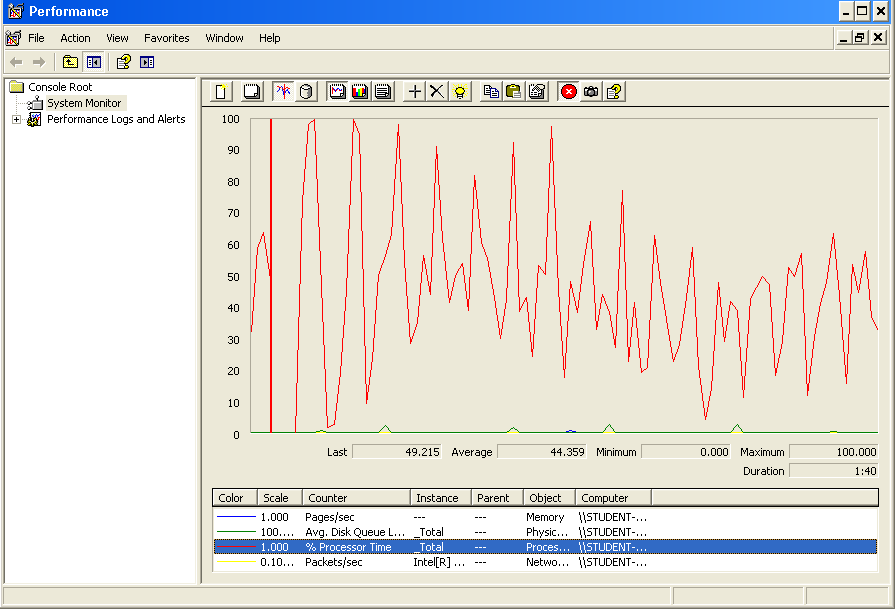 Performance
File Action View Favorites Window Help
Console Root
System Monitor
Performance Logs and Alerts
100
90
80
70
60
50
40
30
20
10
0
Last 49.215 Average 44.359 Minimum 0.000 Maximum 100.000
Duration 1:40
Color Scale Counter Instance Parent Object Computer
1.000 Pages/sec --- --- Memory \\STUDENT-...
100.... Avg. Disk Queue L... _Total --- Physic... \\STUDENT-...
1.000 % Processor Time _Total --- Proces... \\STUDENT-...
0.10... Packets/sec Intel[R] ... --- Netwo... \\STUDENT-...